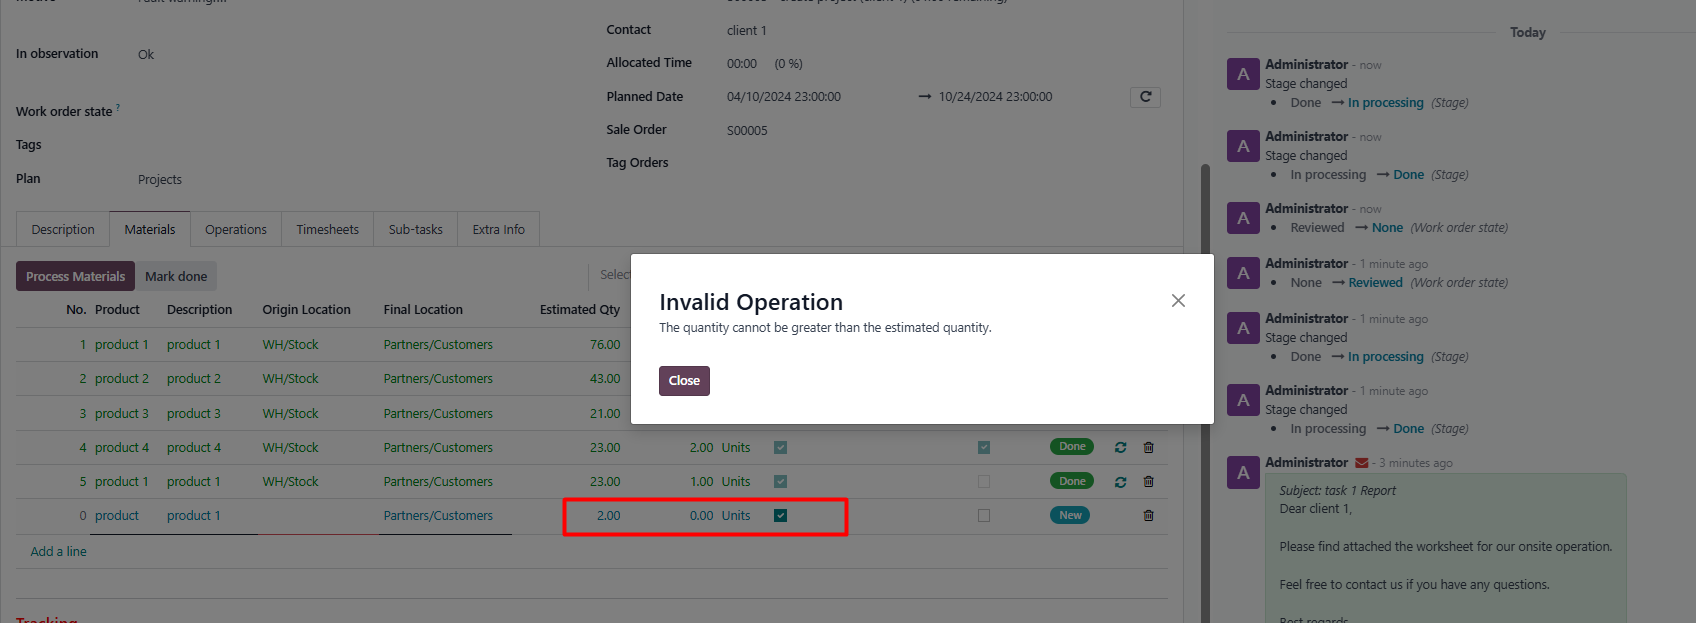 Contact client 1
Allocated Time 00:00 (0 %)
In observation Ok
Planned Date 04/10/2024 23:00:00 → 10/24/2024 23:00:00
Work order state ?
Sale Order S00005
Tags
Tag Orders
Plan Projects
Description Materials Operations Timesheets Sub-tasks Extra Info
Process Materials Mark done Select
No. Product Description Origin Location Final Location Estimated Qty
1 product 1 product 1 WH/Stock Partners/Customers 76.00
2 product 2 product 2 WH/Stock Partners/Customers 43.00
3 product 3 product 3 WH/Stock Partners/Customers 21.00
4 product 4 product 4 WH/Stock Partners/Customers 23.00 2.00 Units Done
5 product 1 product 1 WH/Stock Partners/Customers 23.00 1.00 Units Done
0 product product 1 Partners/Customers 2.00 0.00 Units New
Add a line
Tracking
Invalid Operation
The quantity cannot be greater than the estimated quantity.
Close
Today
A Administrator - now
Stage changed
• Done → In processing (Stage)
A Administrator - now
Stage changed
• In processing → Done (Stage)
A Administrator - now
• Reviewed → None (Work order state)
A Administrator - 1 minute ago
• None → Reviewed (Work order state)
A Administrator - 1 minute ago
Stage changed
• Done → In processing (Stage)
A Administrator - 1 minute ago
Stage changed
• In processing → Done (Stage)
A Administrator - 3 minutes ago
Subject: task 1 Report
Dear client 1,
Please find attached the worksheet for our onsite operation.
Feel free to contact us if you have any questions.
Best regards